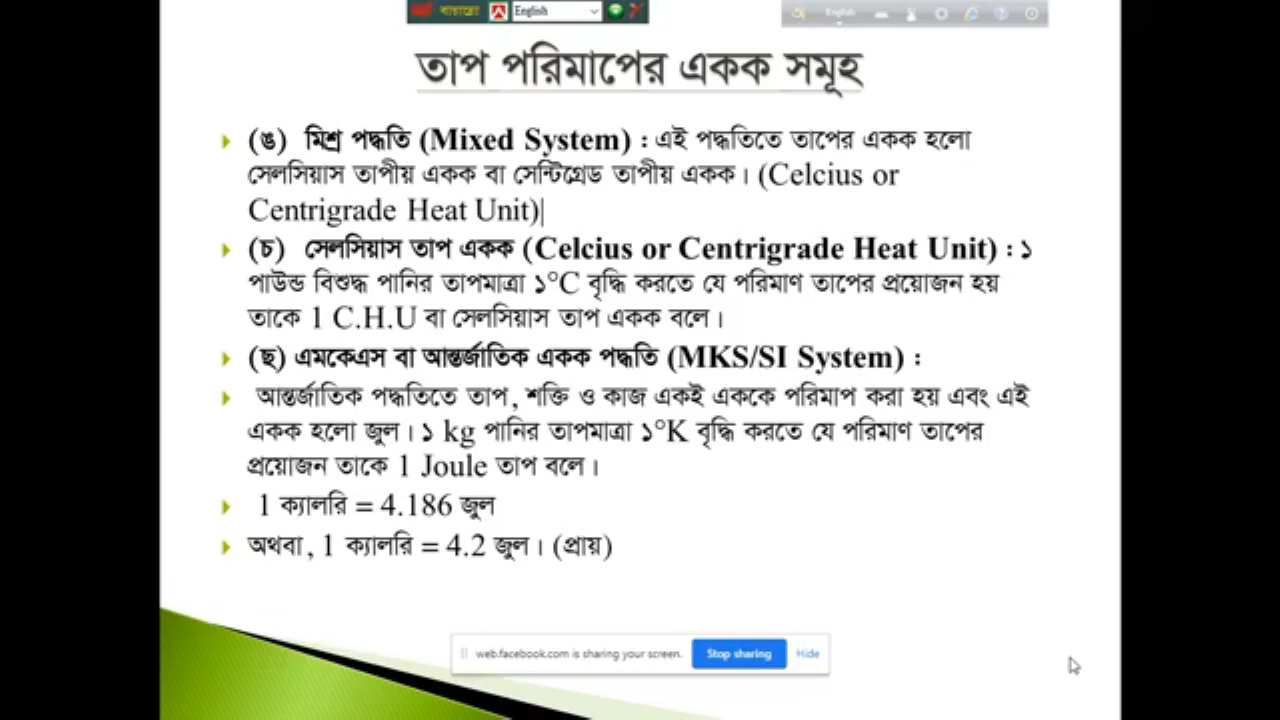 English
English
তাপ পরিমাপের একক সমূহ
(ঙ) মিশ্র পদ্ধতি (Mixed System) : এই পদ্ধতিতে তাপের একক হলো
সেলসিয়াস তাপীয় একক বা সেন্টিগ্রেড তাপীয় একক। (Celcius or
Centrigrade Heat Unit)
(চ) সেলসিয়াস তাপ একক (Celcius or Centrigrade Heat Unit) : ১
পাউন্ড বিশুদ্ধ পানির তাপমাত্রা ১°C বৃদ্ধি করতে যে পরিমাণ তাপের প্রয়োজন হয়
তাকে 1 C.H.U বা সেলসিয়াস তাপ একক বলে।
(ছ) এমকেএস বা আন্তর্জাতিক একক পদ্ধতি (MKS/SI System) :
আন্তর্জাতিক পদ্ধতিতে তাপ, শক্তি ও কাজ একই এককে পরিমাপ করা হয় এবং এই
একক হলো জুল। ১ kg পানির তাপমাত্রা ১°K বৃদ্ধি করতে যে পরিমাণ তাপের
প্রয়োজন তাকে 1 Joule তাপ বলে।
1 ক্যালরি = 4.186 জুল
অথবা, 1 ক্যালরি = 4.2 জুল। (প্রায়)
web.facebook.com is sharing your screen. Stop sharing Hide